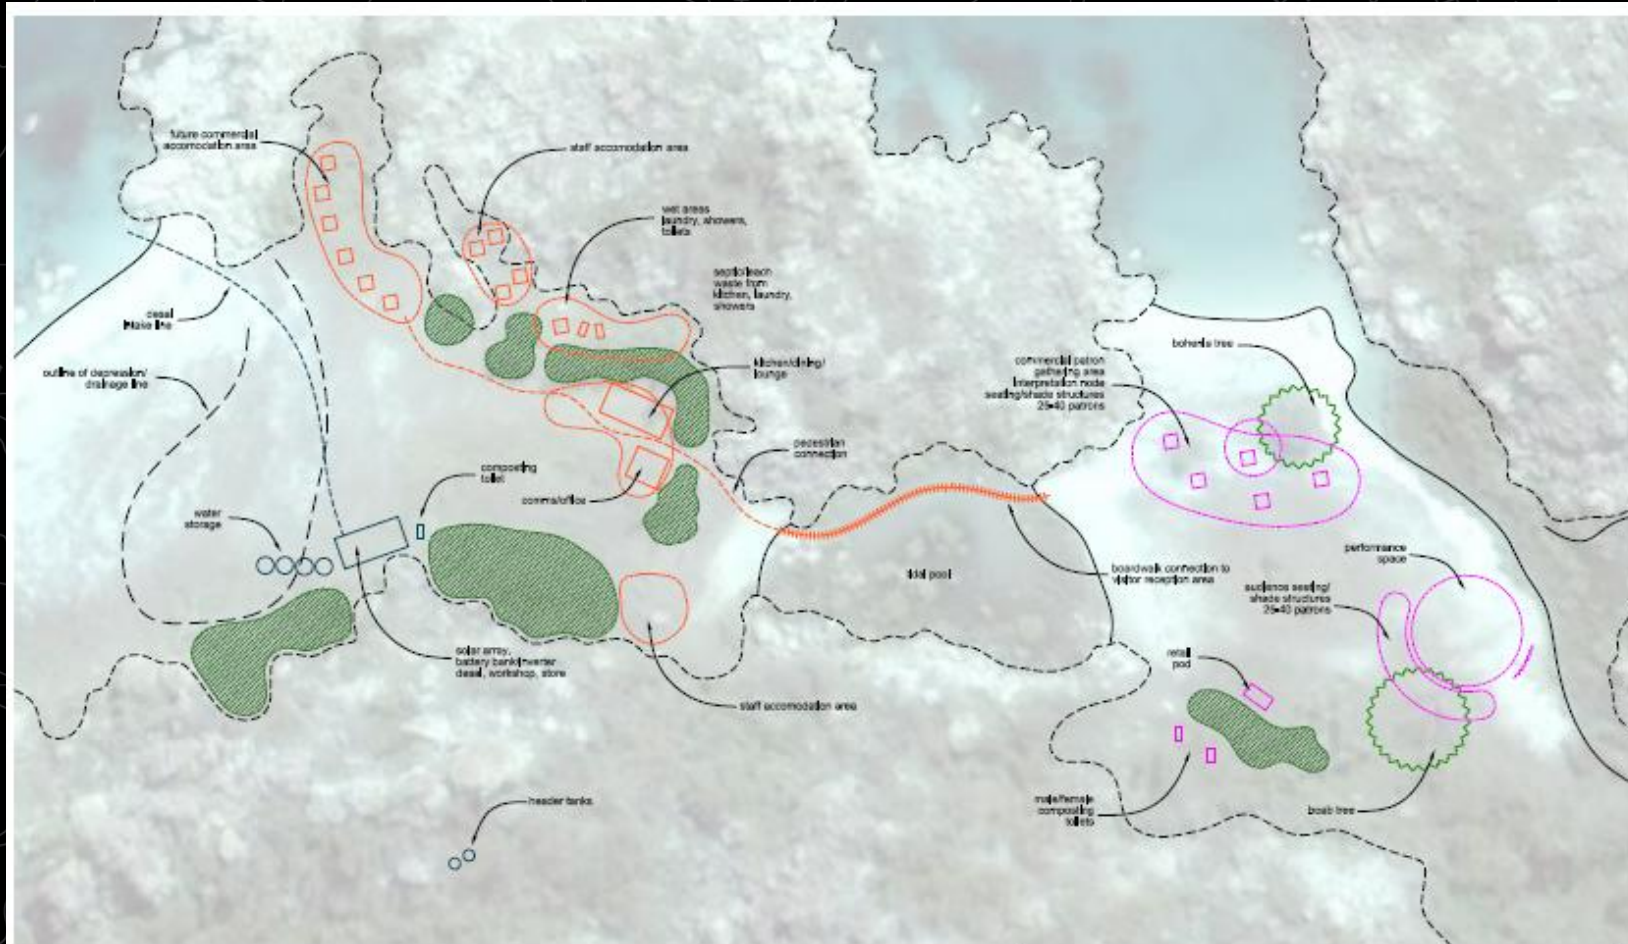 future commercial
accomodation area
staff accomodation area
wet areas
laundry, showers,
toilets
septic/leach
waste from
kitchen, laundry,
showers
desal
intake line
outline of depression/
drainage line
kitchen/dining/
lounge
commercial patron
gathering area
interpretation node
seating/shade structures
25-40 patrons
bohenia tree
pedestrian
connection
composting
toilet
comms/office
water
storage
tidal pool
boardwalk connection to
visitor reception area
performance
space
audience seating/
shade structures
25-40 patrons
solar array,
battery bank/inverter
desal, workshop, store
retail
pod
staff accomodation area
header tanks
male/female
composting
toilets
boab tree